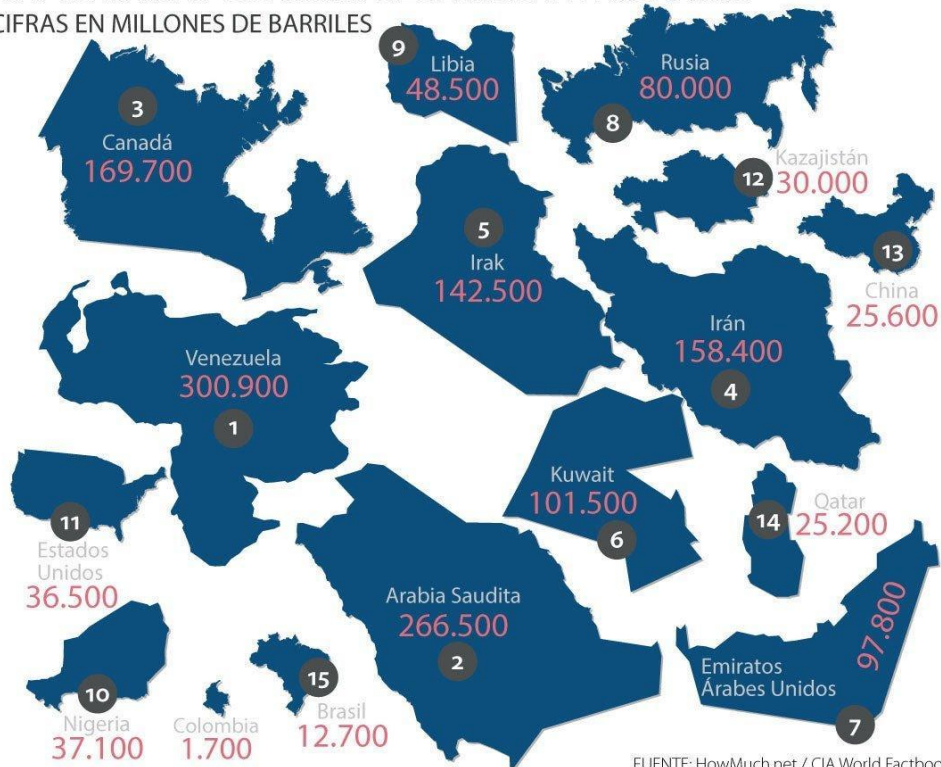 CIFRAS EN MILLONES DE BARRILES
9
Libia
48.500
Rusia
80.000
8
3
Canadá
169.700
12
Kazajistán
30.000
5
Irak
142.500
13
China
25.600
Irán
158.400
4
Venezuela
300.900
1
Kuwait
101.500
6
14
Qatar
25.200
11
Estados
Unidos
36.500
Arabia Saudita
266.500
2
97.800
Emiratos
Árabes Unidos
7
10
Nigeria
37.100
Colombia
1.700
15
Brasil
12.700
FUENTE: HowMuch.net / CIA World Factboo